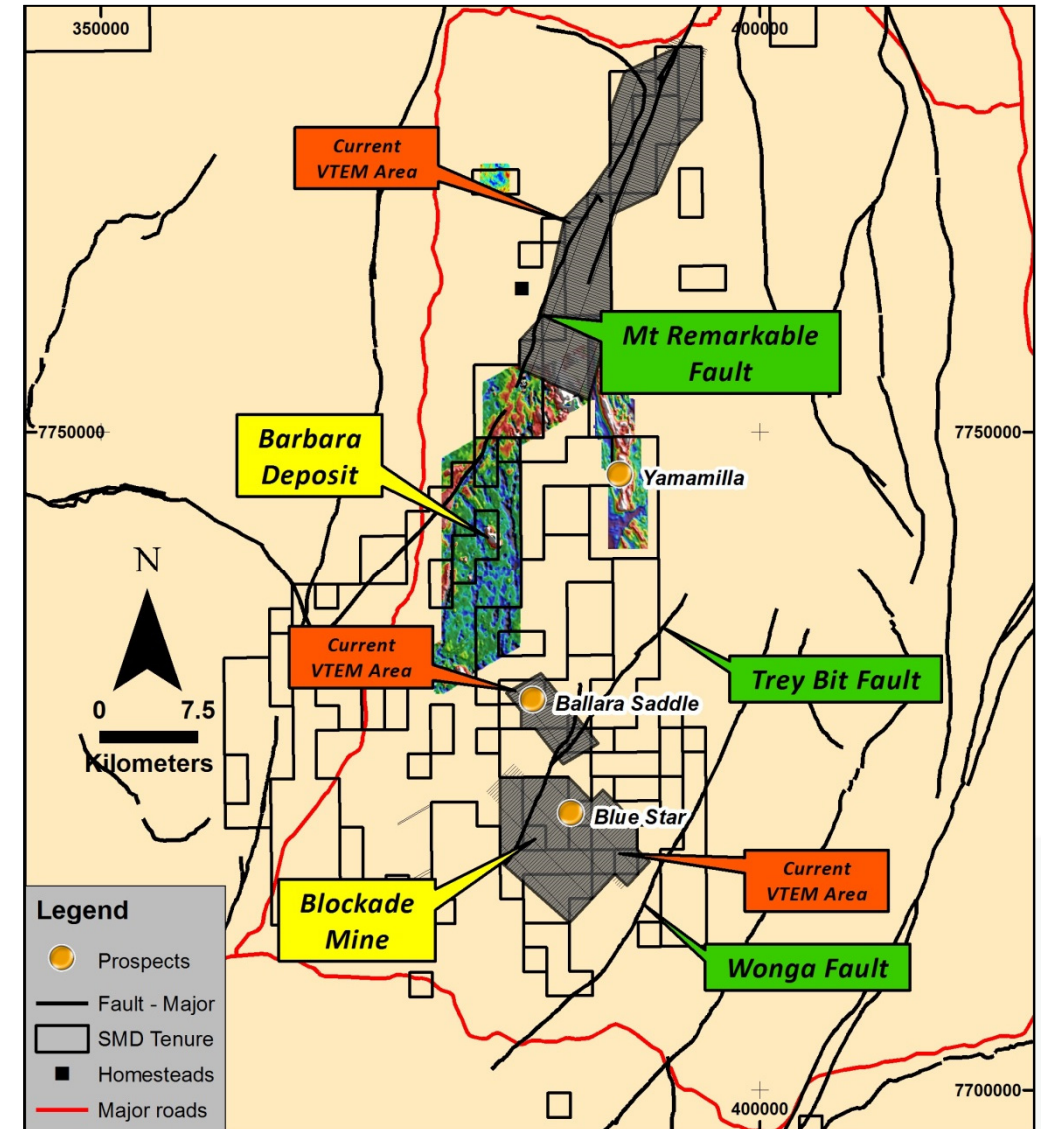 350000
400000
Current
VTEM Area
Mt Remarkable
Fault
7750000
7750000
Barbara
Deposit
Yamamilla
N
Current
VTEM Area
Trey Bit Fault
0 7.5
Kilometers
Ballara Saddle
Blue Star
Current
VTEM Area
Blockade
Mine
Wonga Fault
Legend
Prospects
Fault - Major
SMD Tenure
Homesteads
Major roads
7700000
400000